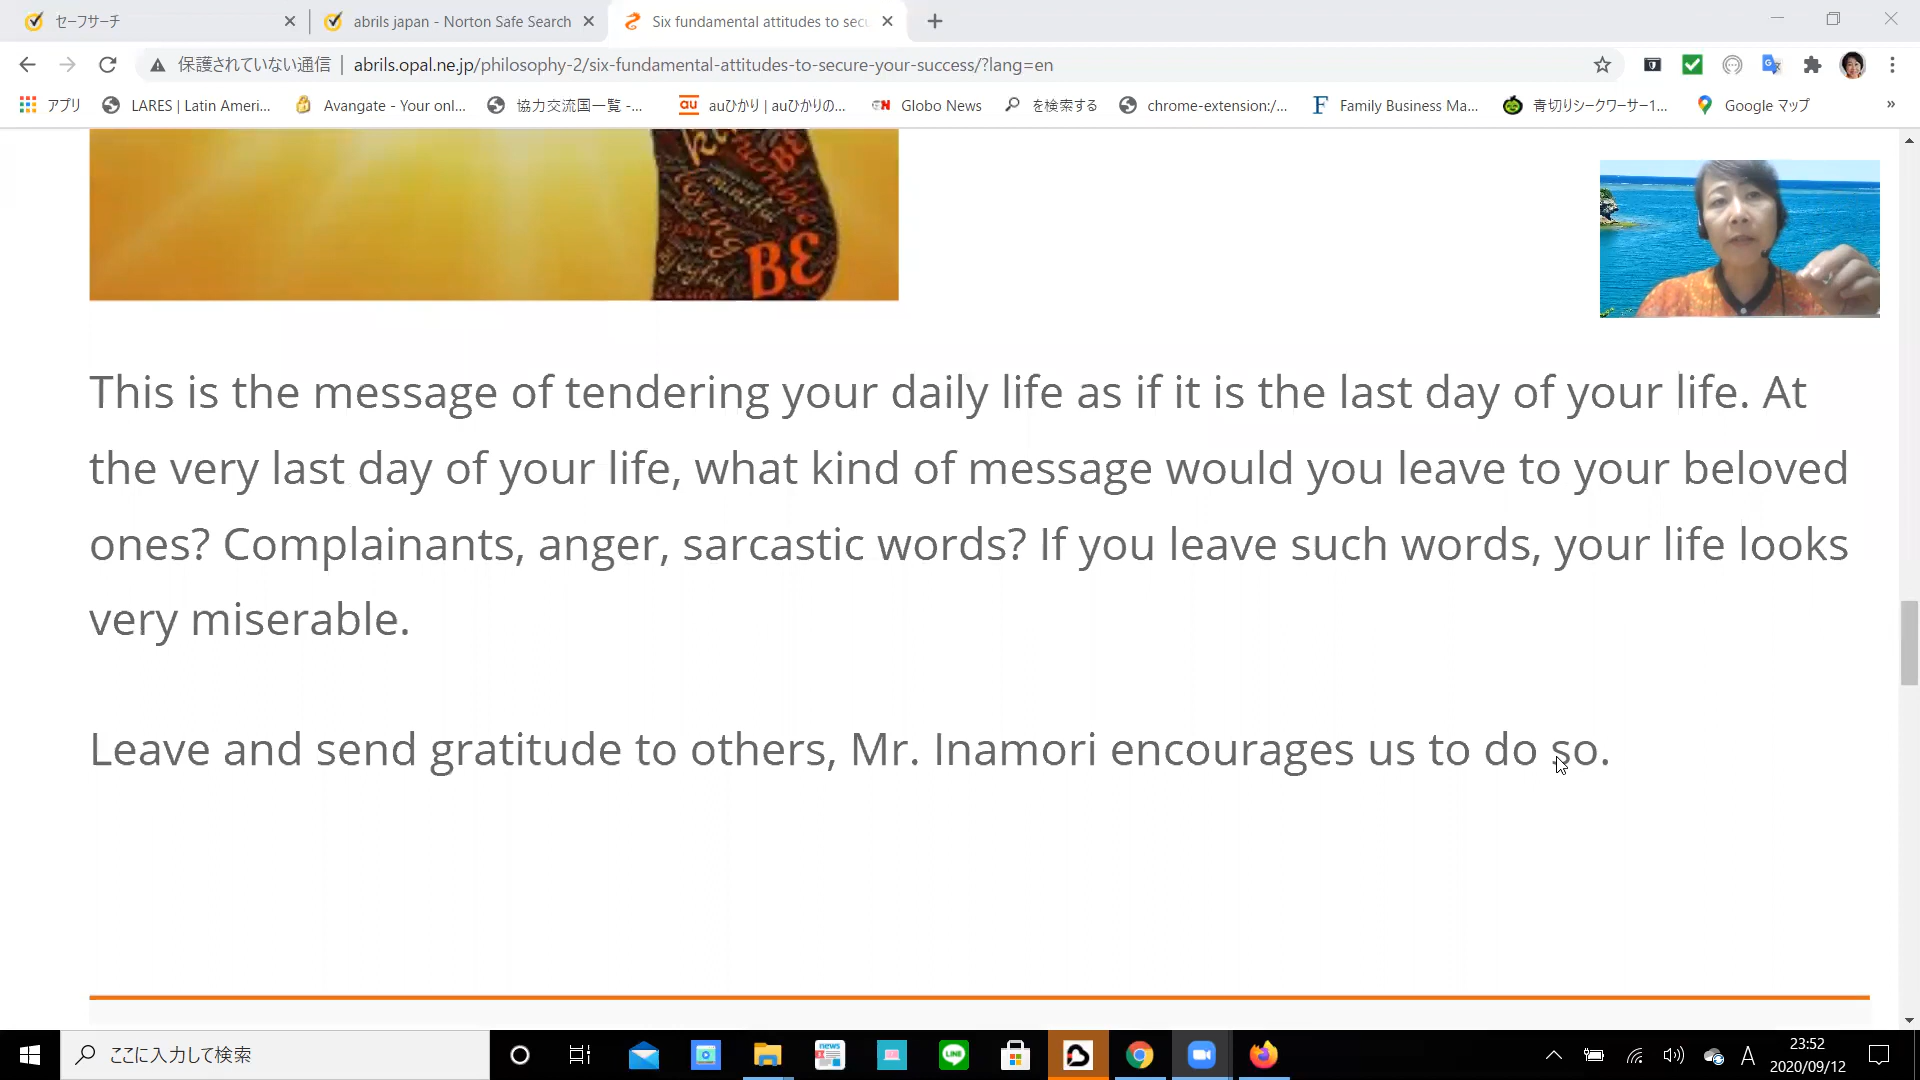 セーフサーチ
abrils japan - Norton Safe Search
Six fundamental attitudes to sec
保護されていない通信 | abrils.opal.ne.jp/philosophy-2/six-fundamental-attitudes-to-secure-your-success/?lang=en
アプリ LARES | Latin Ameri... Avangate - Your onl... 協力交流国一覧 -... auひかり | auひかりの... Globo News を検索する chrome-extension:/... Family Business Ma... 青切りシークワーサー1... Google マップ »
BE
loving
mindful
BE
This is the message of tendering your daily life as if it is the last day of your life. At
the very last day of your life, what kind of message would you leave to your beloved
ones? Complainants, anger, sarcastic words? If you leave such words, your life looks
very miserable.
Leave and send gratitude to others, Mr. Inamori encourages us to do so.
ここに入力して検索
news
LINE
A
23:52
2020/09/12